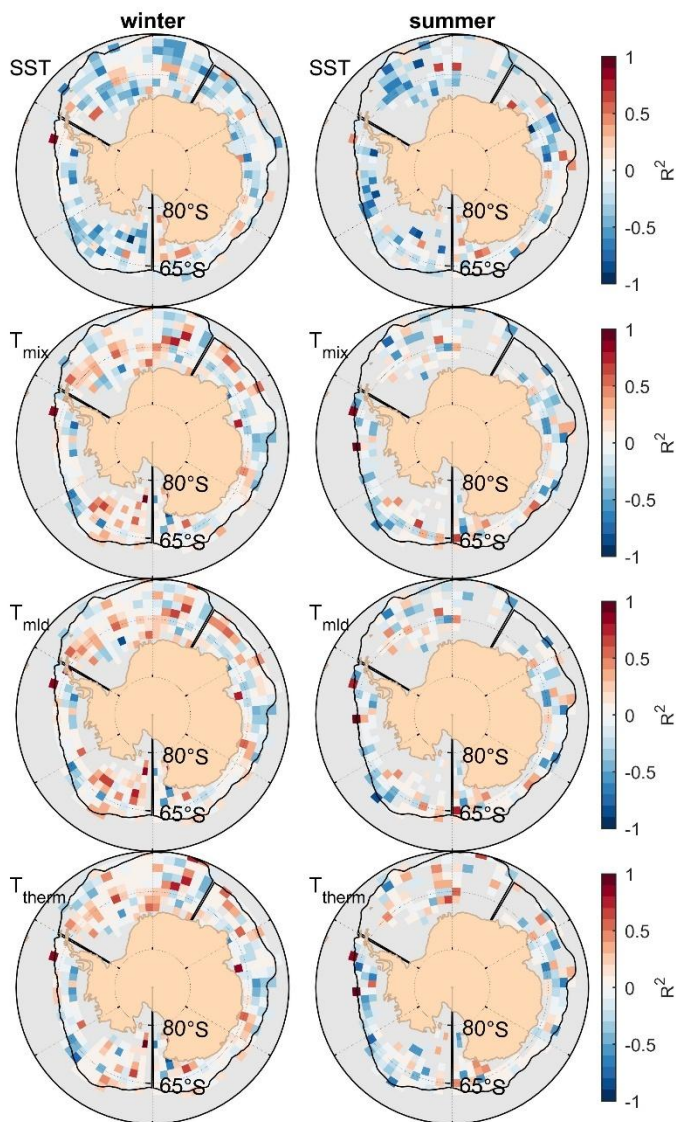 winter
summer
SST
80°S
65°S
SST
80°S
65°S
1
0.5
0
-0.5
-1
R²
T_mix
80°S
65°S
T_mix
80°S
65°S
1
0.5
0
-0.5
-1
R²
T_mld
80°S
65°S
T_mld
80°S
65°S
1
0.5
0
-0.5
-1
R²
T_therm
80°S
65°S
T_therm
80°S
65°S
1
0.5
0
-0.5
-1
R²